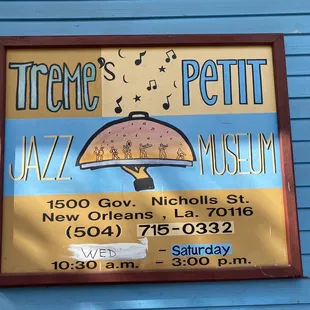 Treme's PETIT
JAZZ MUSEUM
1500 Gov. Nicholls St.
New Orleans , La. 70116
(504) 715-0332
WED - Saturday
10:30 a.m. - 3:00 p.m.